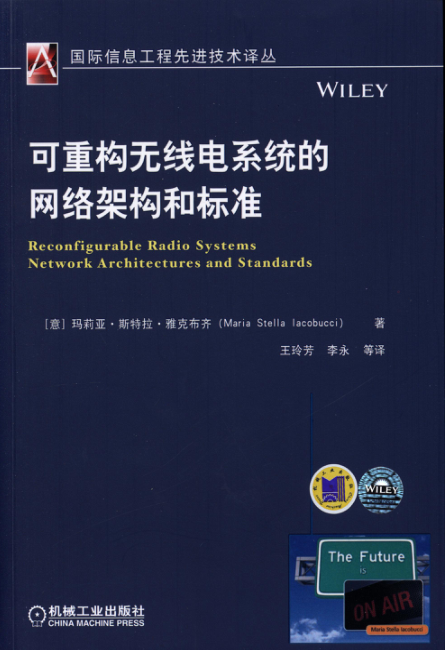 国际信息工程先进技术译丛
WILEY
可重构无线电系统的
网络架构和标准
Reconfigurable Radio Systems
Network Architectures and Standards
[意] 玛莉亚·斯特拉·雅克布齐 (Maria Stella Iacobucci) 著
王玲芳 李永 等译
WILEY
The Future
IS
ON AIR
Maria Stella Iacobucci
机械工业出版社
CHINA MACHINE PRESS